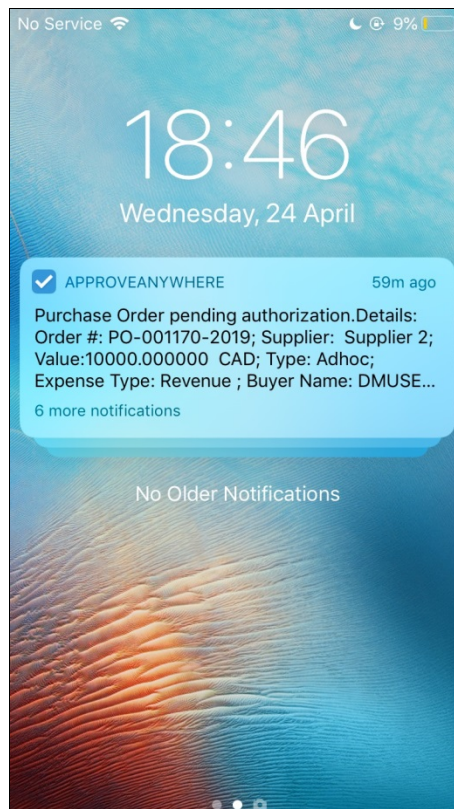 No Service 9%
18:46
Wednesday, 24 April
APPROVEANYWHERE 59m ago
Purchase Order pending authorization.Details:
Order #: PO-001170-2019; Supplier:  Supplier 2;
Value:10000.000000  CAD; Type: Adhoc;
Expense Type: Revenue ; Buyer Name: DMUSE...
6 more notifications
No Older Notifications